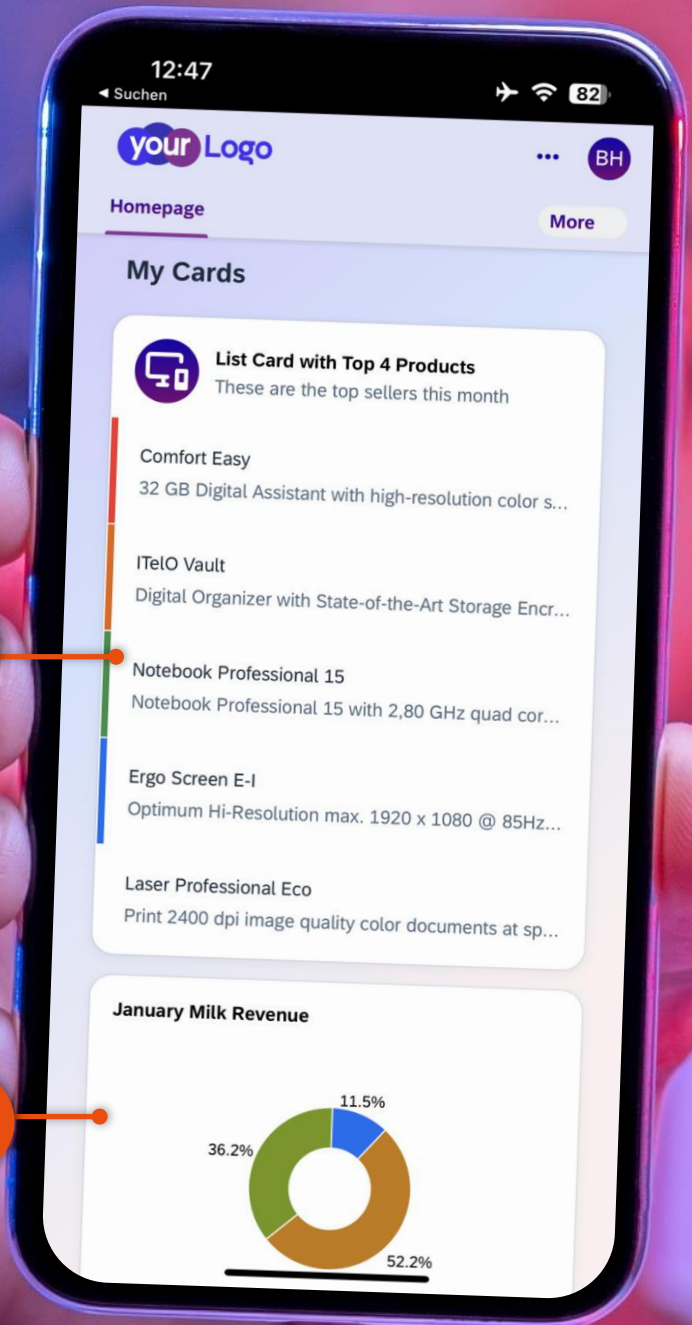 12:47
◄ Suchen
82
your Logo
...
BH
Homepage
More
My Cards
List Card with Top 4 Products
These are the top sellers this month
Comfort Easy
32 GB Digital Assistant with high-resolution color s...
ITelO Vault
Digital Organizer with State-of-the-Art Storage Encr...
Notebook Professional 15
Notebook Professional 15 with 2,80 GHz quad cor...
Ergo Screen E-I
Optimum Hi-Resolution max. 1920 x 1080 @ 85Hz...
Laser Professional Eco
Print 2400 dpi image quality color documents at sp...
January Milk Revenue
11.5%
36.2%
52.2%